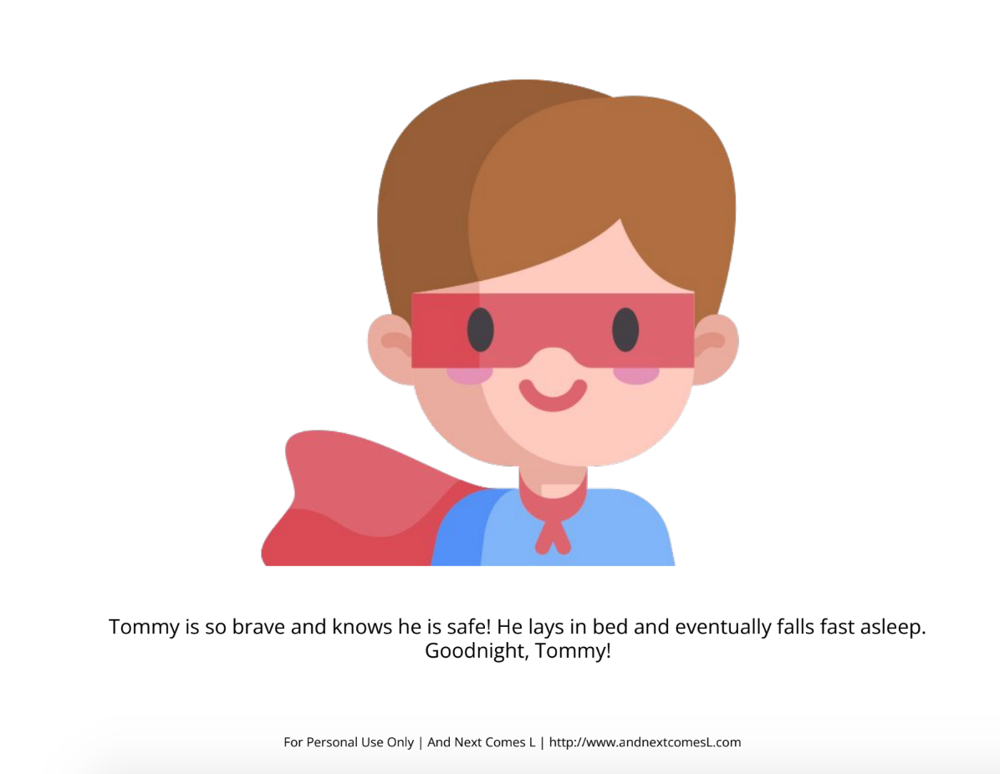 Tommy is so brave and knows he is safe! He lays in bed and eventually falls fast asleep.
Goodnight, Tommy!
For Personal Use Only | And Next Comes L | http://www.andnextcomesL.com